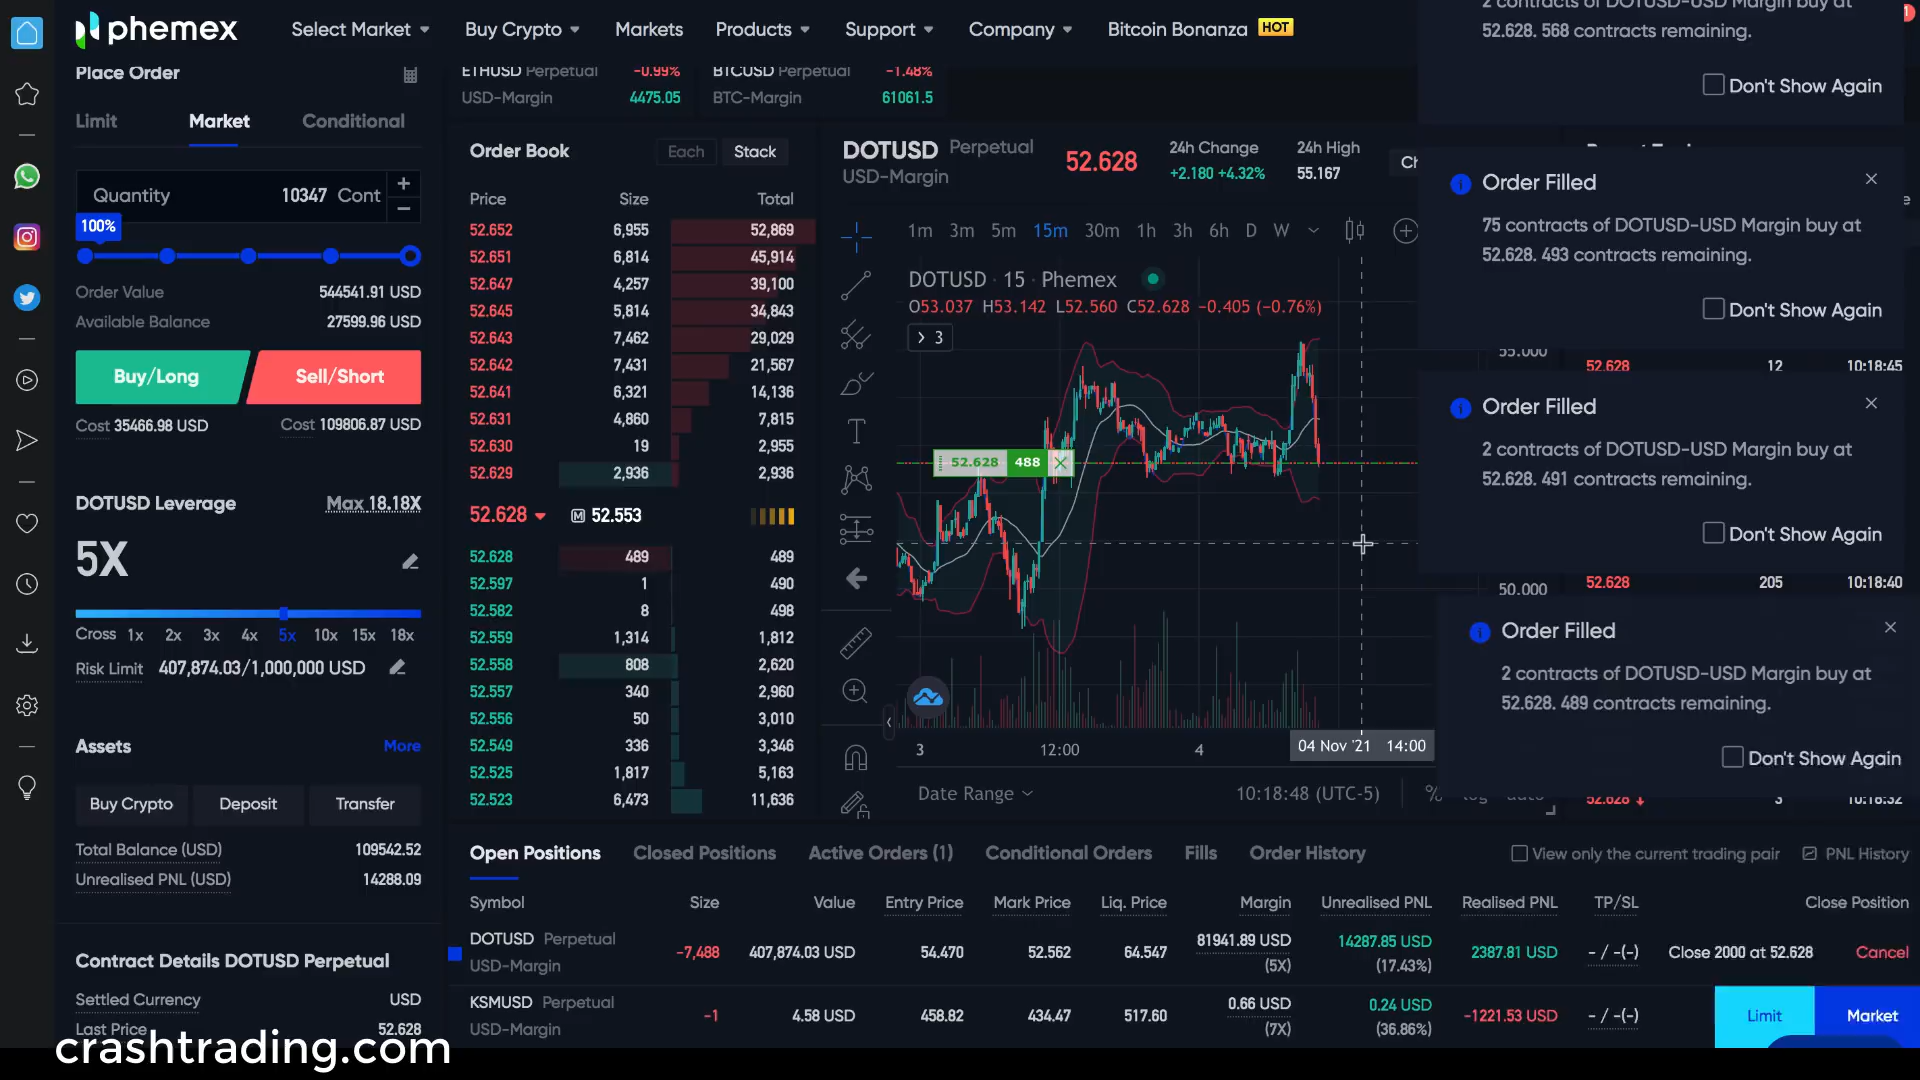 phemex
Select Market
Buy Crypto
Markets
Products
Support
Company
Bitcoin Bonanza HOT
Place Order
Limit
Market
Conditional
Quantity 10347 Cont + −
100%
Order Value 544541.91 USD
Available Balance 27599.96 USD
Buy/Long
Sell/Short
Cost 35466.98 USD
Cost 109806.87 USD
DOTUSD Leverage Max 18.18X
5X
Cross 1x 2x 3x 4x 5x 10x 15x 18x
Risk Limit 407,874.03/1,000,000 USD
Assets More
Buy Crypto
Deposit
Transfer
Total Balance (USD) 109542.52
Unrealised PNL (USD) 14288.09
Contract Details DOTUSD Perpetual
Settled Currency USD
Last Price 52.628
crashtrading.com
ETHUSD Perpetual -0.99%
USD-Margin 4475.05
BTCUSD Perpetual -1.48%
BTC-Margin 61061.5
Order Book Each Stack
Price Size Total
52.652 6,955 52,869
52.651 6,814 45,914
52.647 4,257 39,100
52.645 5,814 34,843
52.643 7,462 29,029
52.642 7,431 21,567
52.641 6,321 14,136
52.631 4,860 7,815
52.630 19 2,955
52.629 2,936 2,936
52.628 M 52.553
52.628 489 489
52.597 1 490
52.582 8 498
52.559 1,314 1,812
52.558 808 2,620
52.557 340 2,960
52.556 50 3,010
52.549 336 3,346
52.525 1,817 5,163
52.523 6,473 11,636
DOTUSD Perpetual
USD-Margin
52.628
24h Change
+2.180 +4.32%
24h High
55.167
1m 3m 5m 15m 30m 1h 3h 6h D W
DOTUSD · 15 · Phemex
O53.037 H53.142 L52.560 C52.628 −0.405 (−0.76%)
3
52.628 488
50.000
3 12:00 4 04 Nov '21 14:00
Date Range 10:18:48 (UTC-5) %
52.628. 568 contracts remaining.
Don't Show Again
Order Filled
75 contracts of DOTUSD-USD Margin buy at
52.628. 493 contracts remaining.
Don't Show Again
52.628 12 10:18:45
Order Filled
2 contracts of DOTUSD-USD Margin buy at
52.628. 491 contracts remaining.
Don't Show Again
52.628 205 10:18:40
Order Filled
2 contracts of DOTUSD-USD Margin buy at
52.628. 489 contracts remaining.
Don't Show Again
Open Positions
Closed Positions
Active Orders (1)
Conditional Orders
Fills
Order History
View only the current trading pair
PNL History
Symbol Size Value Entry Price Mark Price Liq. Price Margin Unrealised PNL Realised PNL TP/SL Close Position
DOTUSD Perpetual
USD-Margin
-7,488 407,874.03 USD 54.470 52.562 64.547 81941.89 USD
(5X)
14287.85 USD
(17.43%)
2387.81 USD - / -(-) Close 2000 at 52.628 Cancel
KSMUSD Perpetual
USD-Margin
-1 4.58 USD 458.82 434.47 517.60 0.66 USD
(7X)
0.24 USD
(36.86%)
-1221.53 USD - / -(-) Limit Market